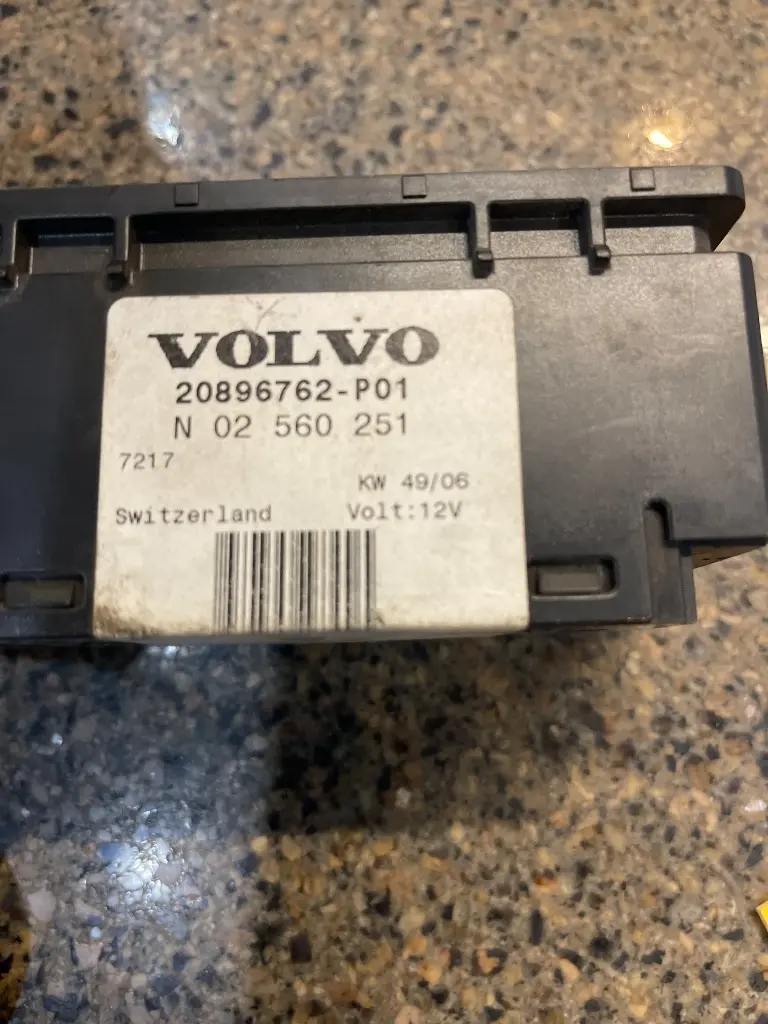 VOLVO
20896762-P01
N 02 560 251
7217
KW 49/06
Switzerland Volt:12V